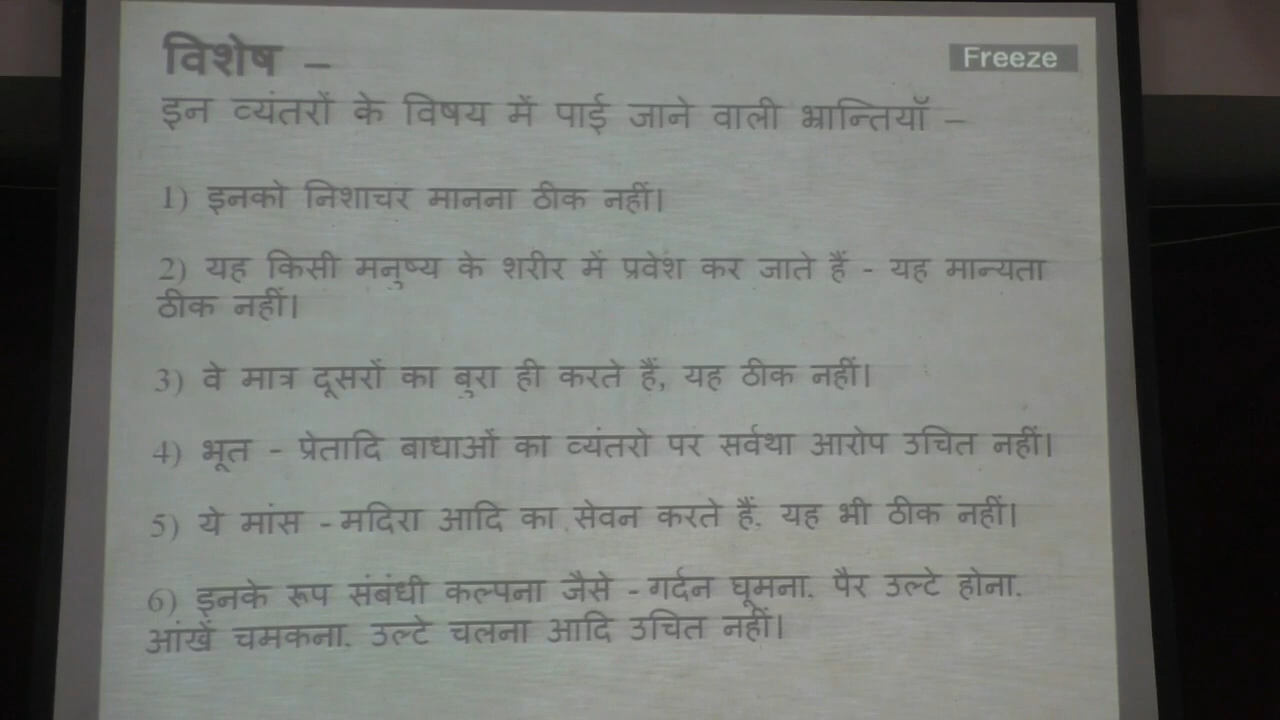 विशेष –
Freeze
इन व्यंतरों के विषय में पाई जाने वाली भ्रान्तियाँ –
1) इनको निशाचर मानना ठीक नहीं।
2) यह किसी मनुष्य के शरीर में प्रवेश कर जाते हैं - यह मान्यता
ठीक नहीं।
3) वे मात्र दूसरों का बुरा ही करते हैं, यह ठीक नहीं।
4) भूत - प्रेतादि बाधाओं का व्यंतरो पर सर्वथा आरोप उचित नहीं।
5) ये मांस - मदिरा आदि का सेवन करते हैं, यह भी ठीक नहीं।
6) इनके रूप संबंधी कल्पना जैसे - गर्दन घूमना, पैर उल्टे होना,
आंखें चमकना, उल्टे चलना आदि उचित नहीं।